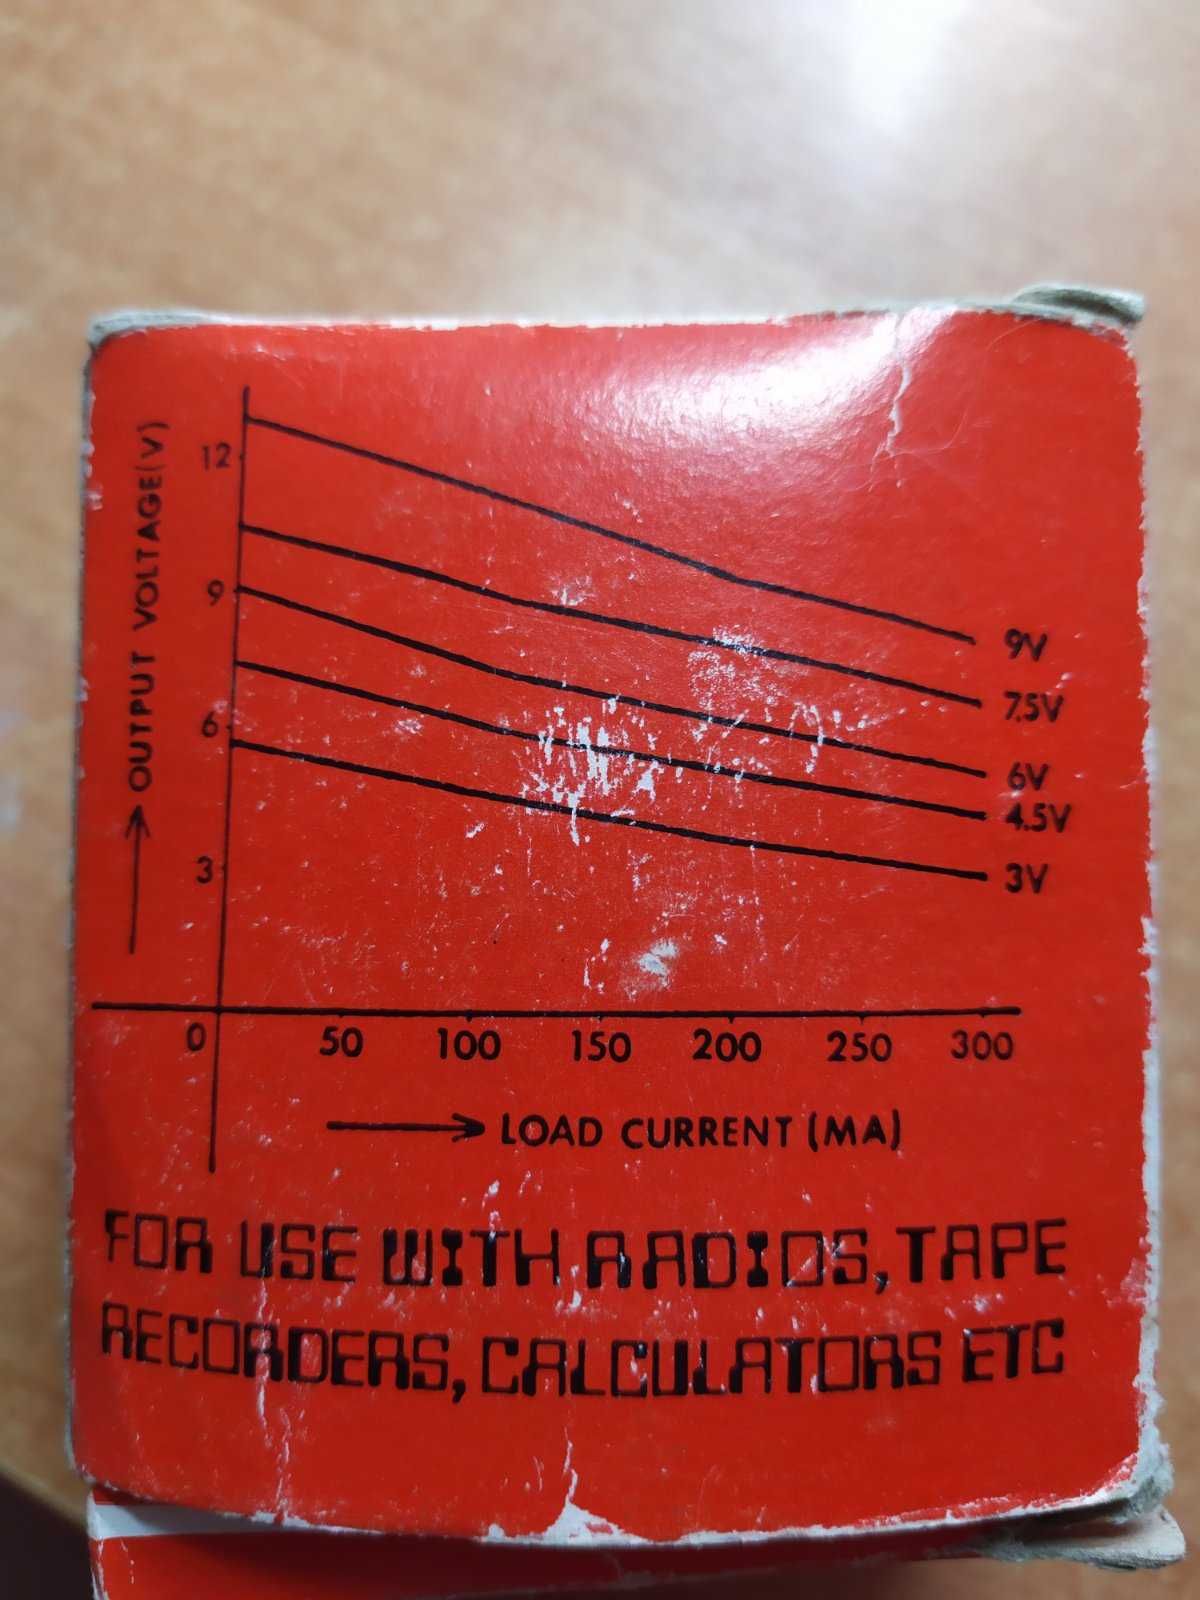 OUTPUT VOLTAGE(V)
12
9
6
3
0
9V
7.5V
6V
4.5V
3V
50 100 150 200 250 300
LOAD CURRENT (MA)
FOR USE WITH RADIOS, TAPE
RECORDERS, CALCULATORS ETC